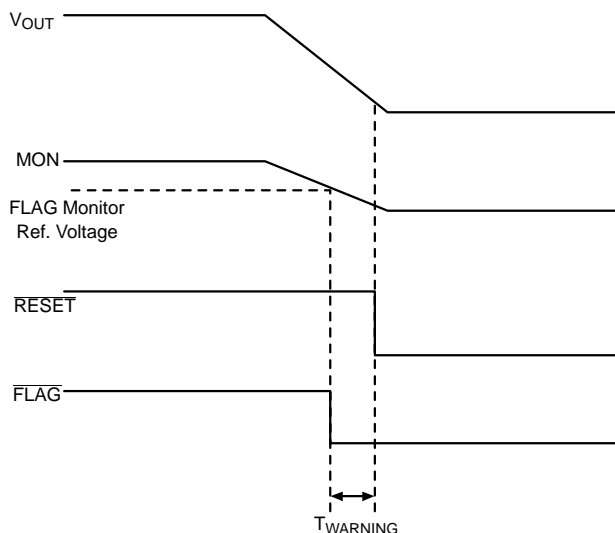 VOUT
MON
FLAG Monitor
Ref. Voltage
RESET
FLAG
TWARNING